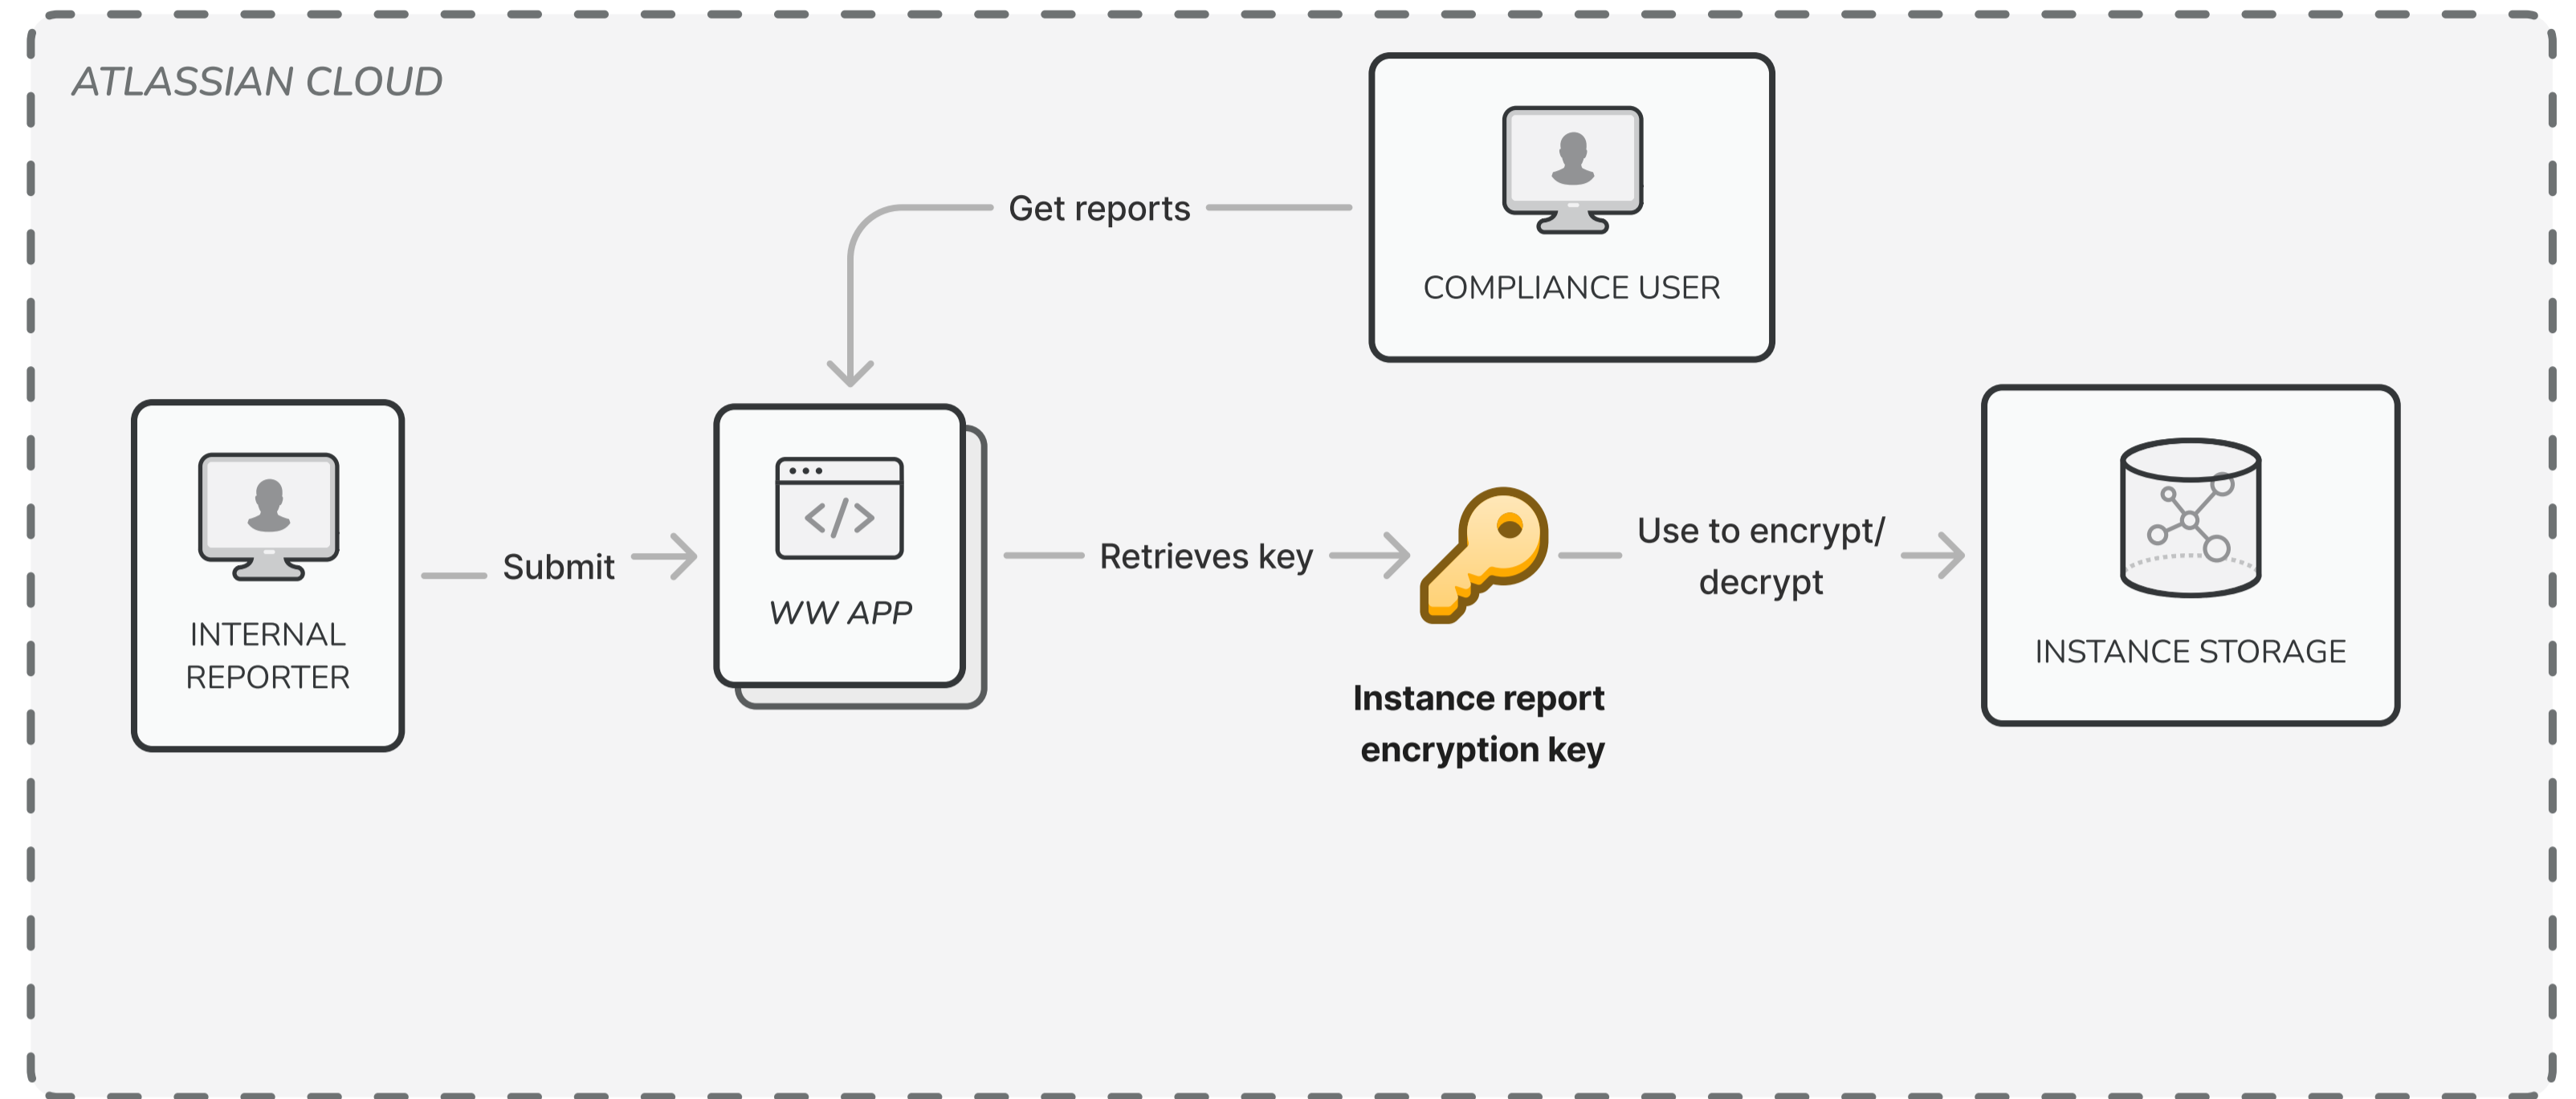 ATLASSIAN CLOUD
Get reports
COMPLIANCE USER
INTERNAL
REPORTER
Submit
</>
WW APP
Retrieves key
Instance report
encryption key
Use to encrypt/
decrypt
INSTANCE STORAGE